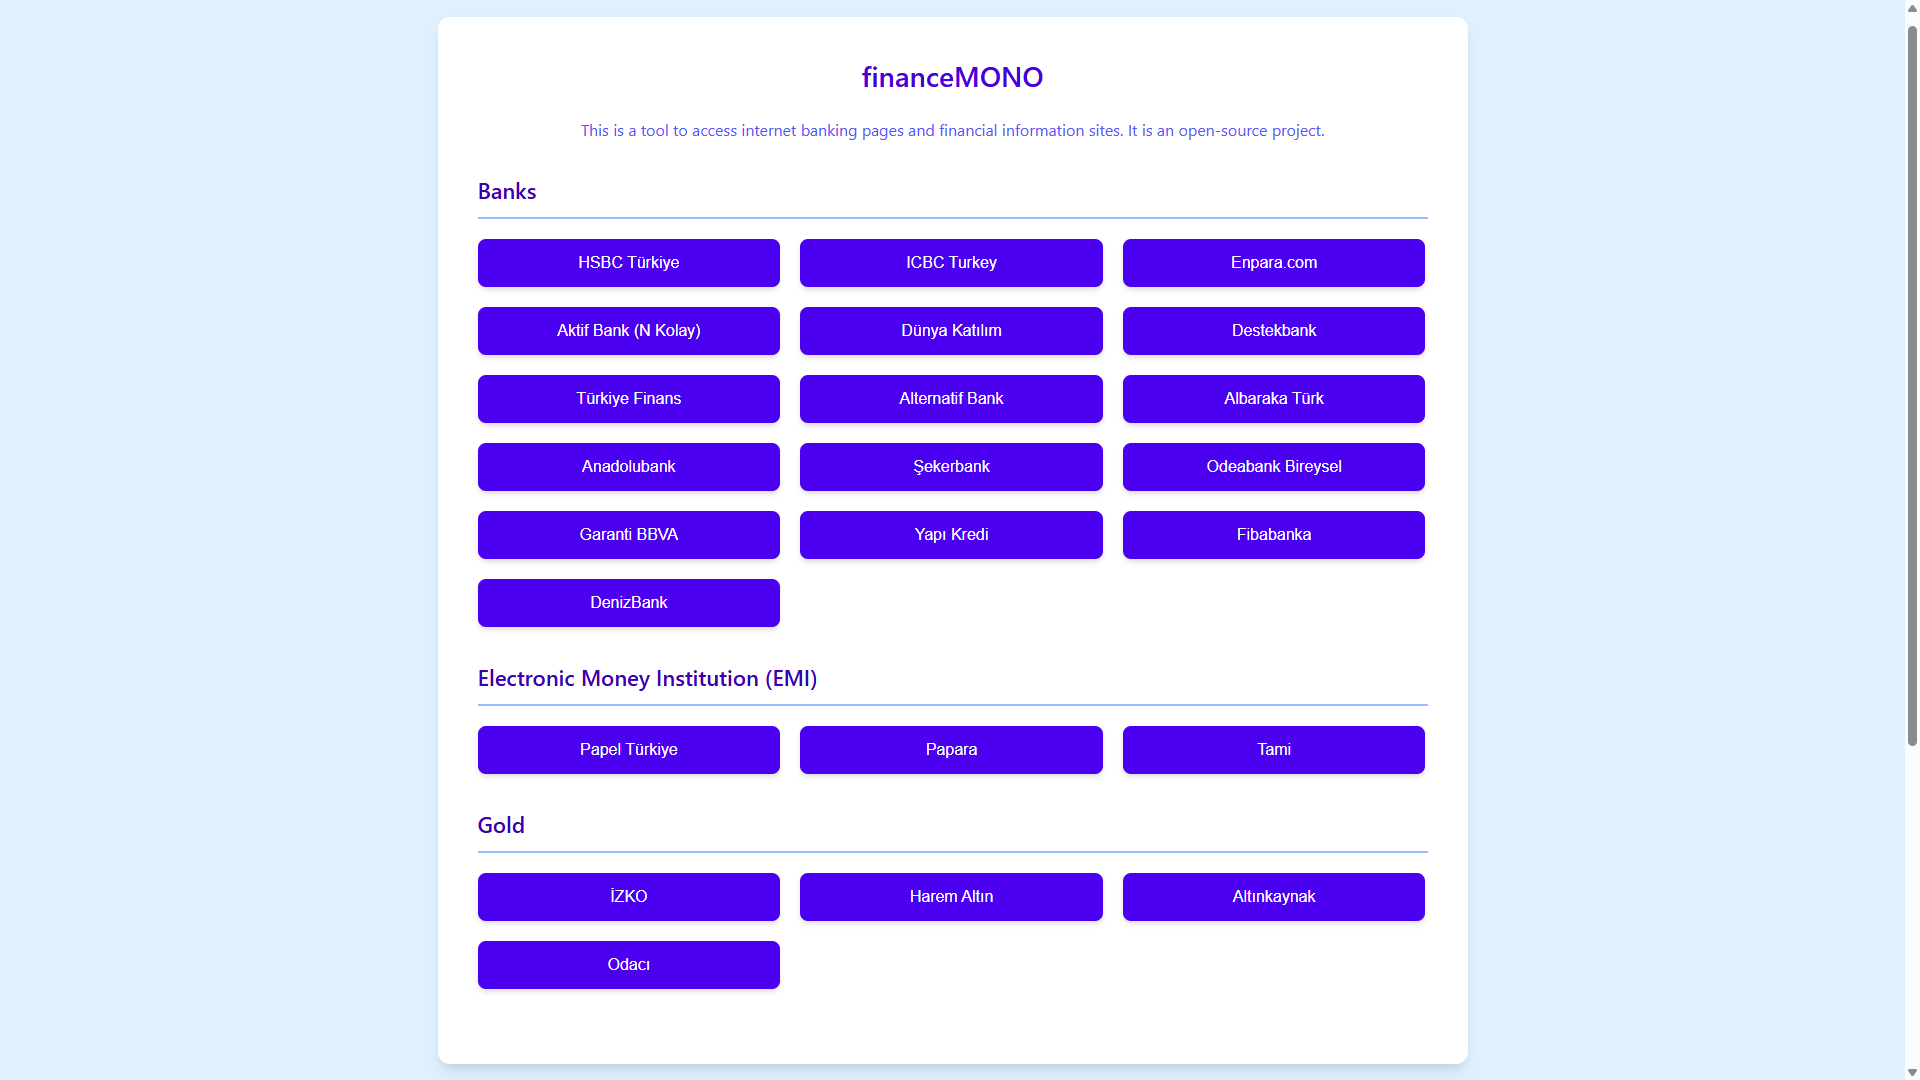 financeMONO
This is a tool to access internet banking pages and financial information sites. It is an open-source project.
Banks
HSBC Türkiye
ICBC Turkey
Enpara.com
Aktif Bank (N Kolay)
Dünya Katılım
Destekbank
Türkiye Finans
Alternatif Bank
Albaraka Türk
Anadolubank
Şekerbank
Odeabank Bireysel
Garanti BBVA
Yapı Kredi
Fibabanka
DenizBank
Electronic Money Institution (EMI)
Papel Türkiye
Papara
Tami
Gold
İZKO
Harem Altın
Altınkaynak
Odacı